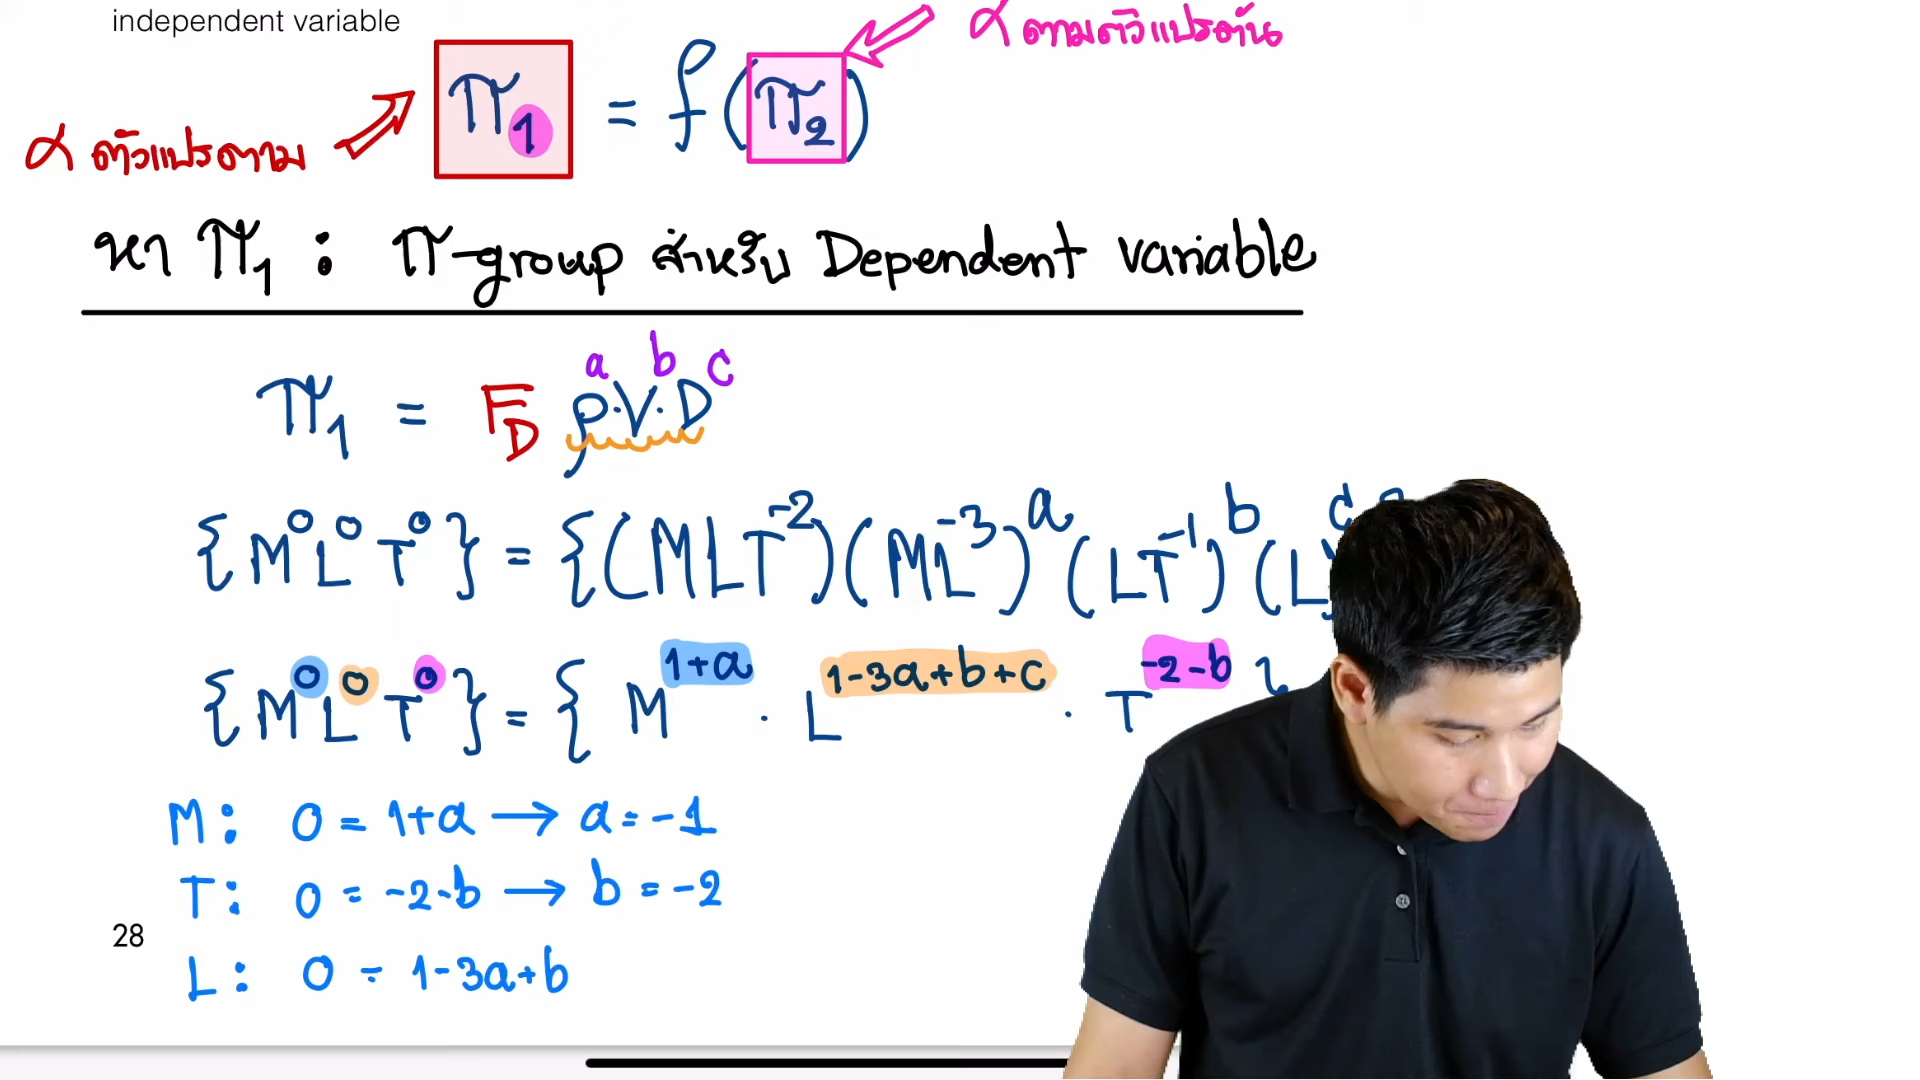 independent variable
∝ ตามตัวแปรต้น
π₁ = f(π₂)
∝ ตัวแปรตาม
หา π₁ : π-group สำหรับ Dependent variable
π₁ = F_D ρᵃ·Vᵇ·Dᶜ
{M⁰L⁰T⁰} = {(MLT⁻²)(ML⁻³)ᵃ(LT⁻¹)ᵇ(L)ᶜ
{M⁰L⁰T⁰} = { M¹⁺ᵃ · L^(1-3a+b+c) · T^(-2-b) }
M: 0 = 1+a → a = -1
T: 0 = -2-b → b = -2
28
L: 0 = 1-3a+b